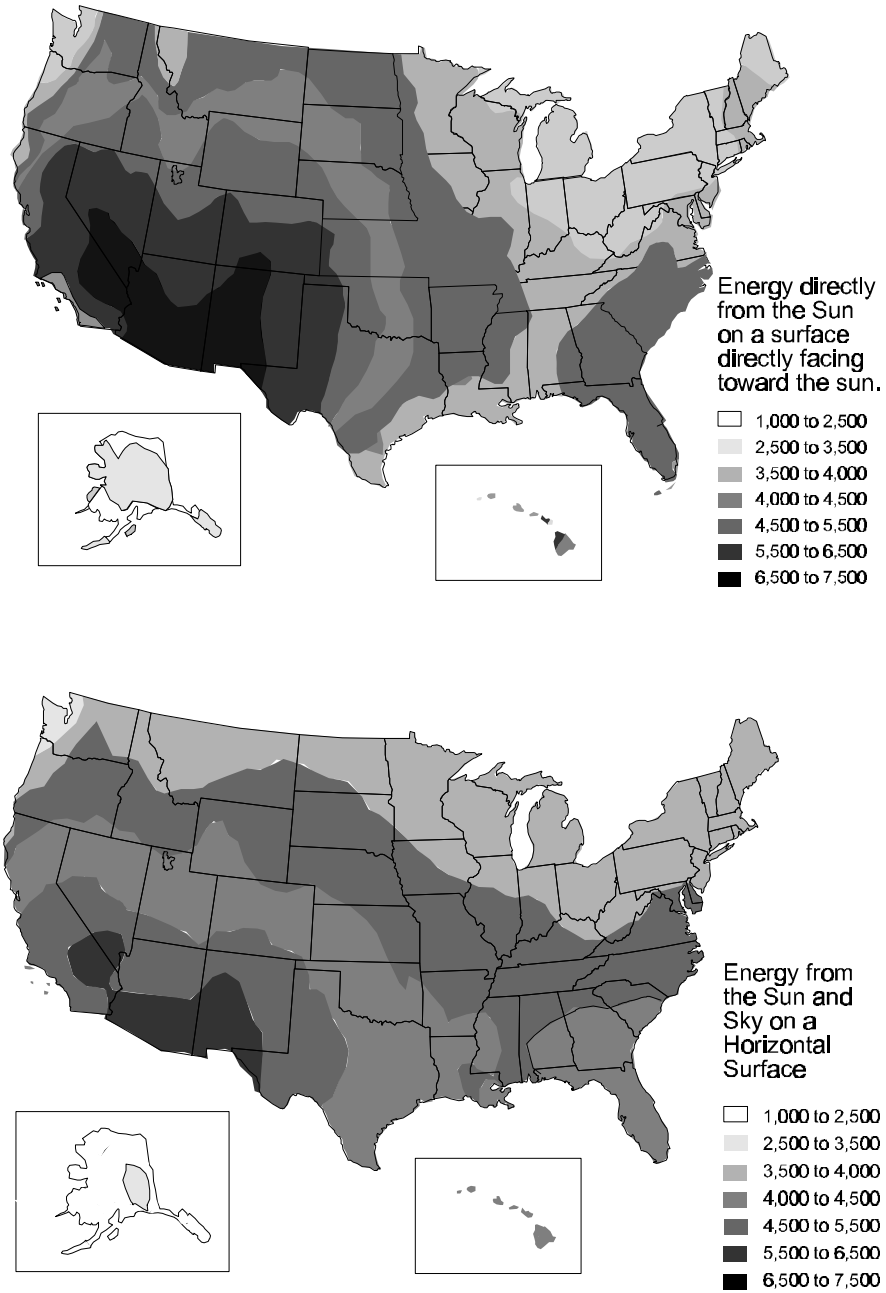 Energy directly
from the Sun
on a surface
directly facing
toward the sun.
1,000 to 2,500
2,500 to 3,500
3,500 to 4,000
4,000 to 4,500
4,500 to 5,500
5,500 to 6,500
6,500 to 7,500
Energy from
the Sun and
Sky on a
Horizontal
Surface
1,000 to 2,500
2,500 to 3,500
3,500 to 4,000
4,000 to 4,500
4,500 to 5,500
5,500 to 6,500
6,500 to 7,500